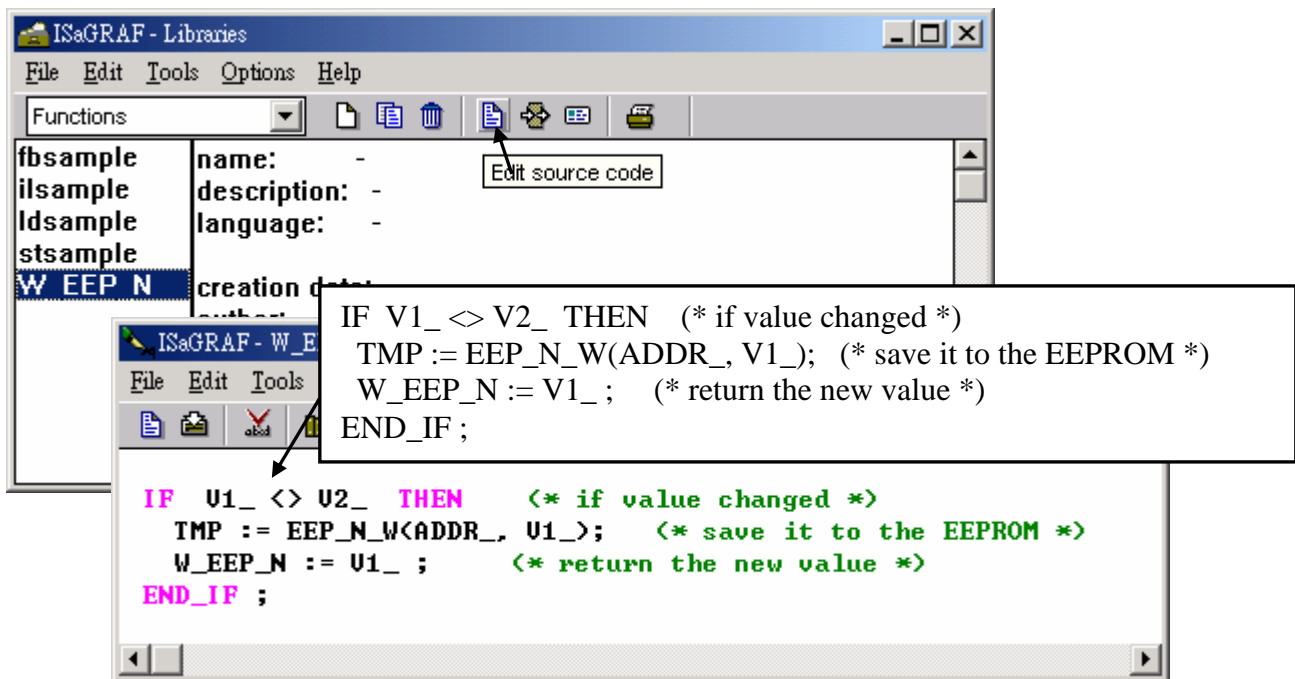 ISaGRAF - Libraries
File Edit Tools Options Help
Functions
Edit source code
fbsample
ilsample
ldsample
stsample
W_EEP_N
name: -
description: -
language: -
creation
IF V1_ <> V2_ THEN (* if value changed *)
TMP := EEP_N_W(ADDR_, V1_); (* save it to the EEPROM *)
W_EEP_N := V1_ ; (* return the new value *)
END_IF ;
ISaGRAF - W_E
File Edit Tools
IF V1_ <> V2_ THEN (* if value changed *)
TMP := EEP_N_W(ADDR_, V1_); (* save it to the EEPROM *)
W_EEP_N := V1_ ; (* return the new value *)
END_IF ;